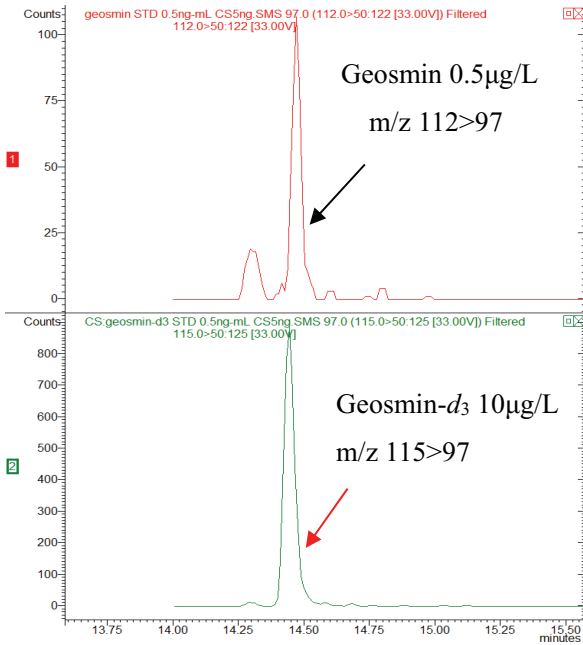 Counts
geosmin STD 0.5ng-mL CS5ng.SMS 97.0 (112.0>50:122 [33.00V]) Filtered
112.0>50:122 [33.00V]
100
75
50
25
0
1
Geosmin 0.5μg/L
m/z 112>97
Counts
CS:geosmin-d3 STD 0.5ng-mL CS5ng.SMS 97.0 (115.0>50:125 [33.00V]) Filtered
115.0>50:125 [33.00V]
800
700
600
500
400
300
200
100
0
2
Geosmin-d3 10μg/L
m/z 115>97
13.75 14.00 14.25 14.50 14.75 15.00 15.25 15.50
minutes